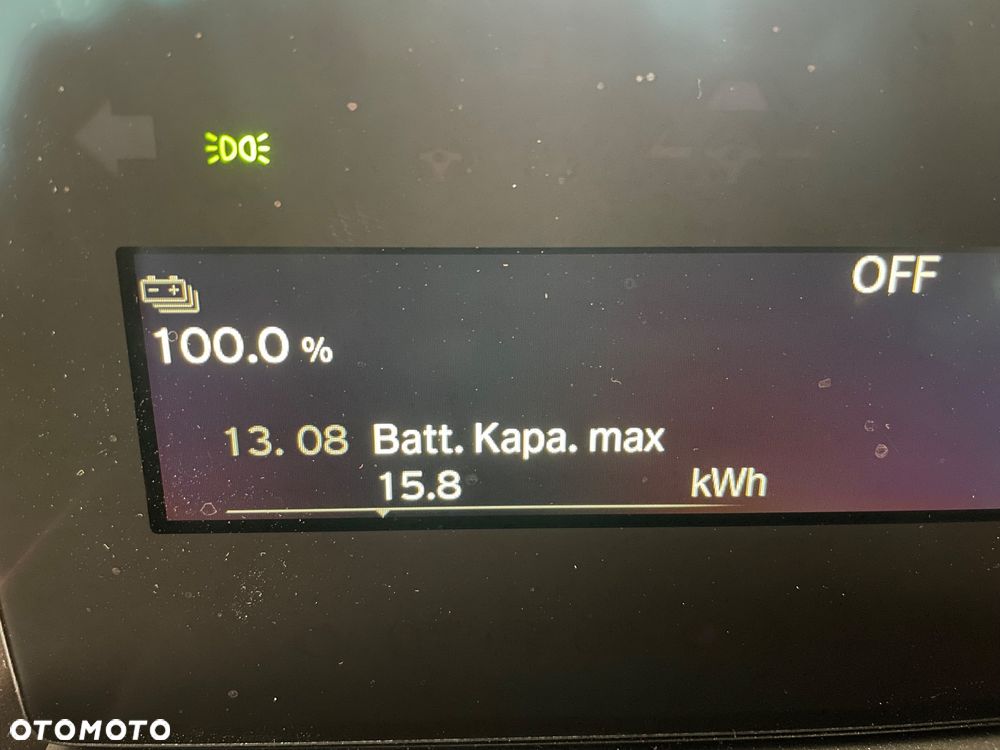 OFF
100.0 %
13. 08 Batt. Kapa. max
15.8 kWh
OTOMOTO